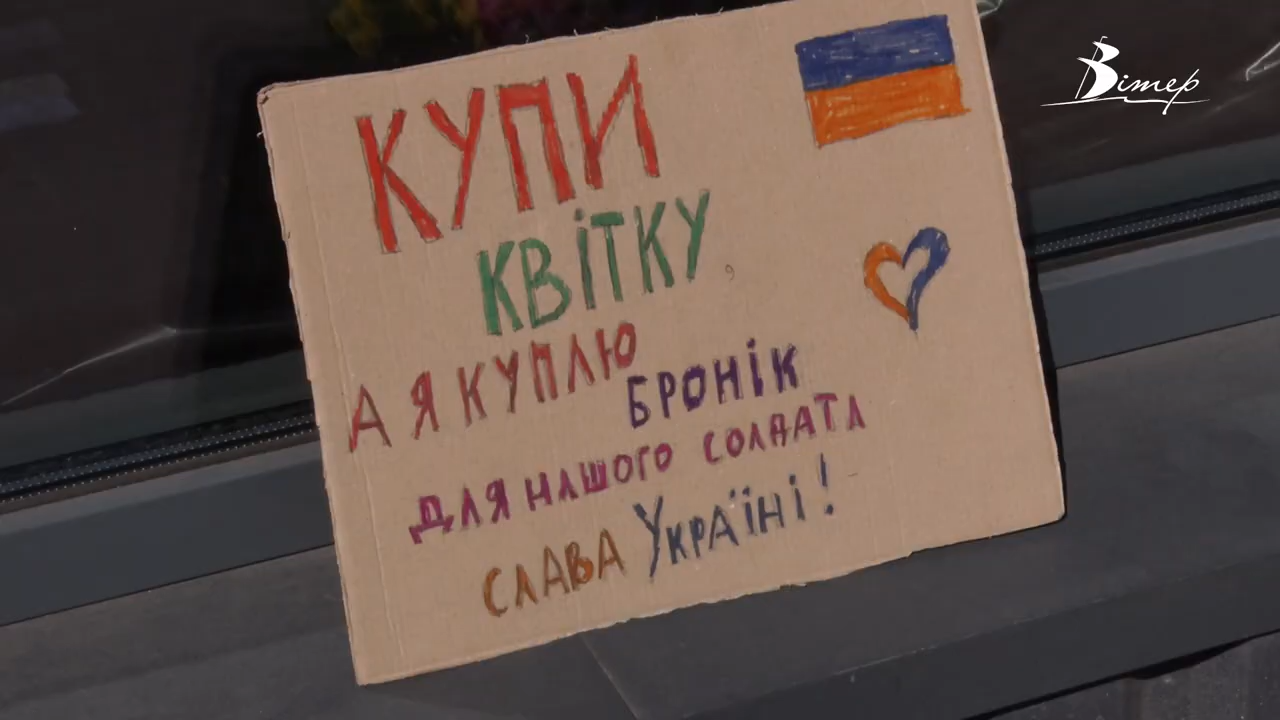 КУПИ
КВІТКУ,
А Я КУПЛЮ
БРОНІК
ДЛЯ НАШОГО СОЛДАТА
СЛАВА УКРАЇНІ!
Вітер